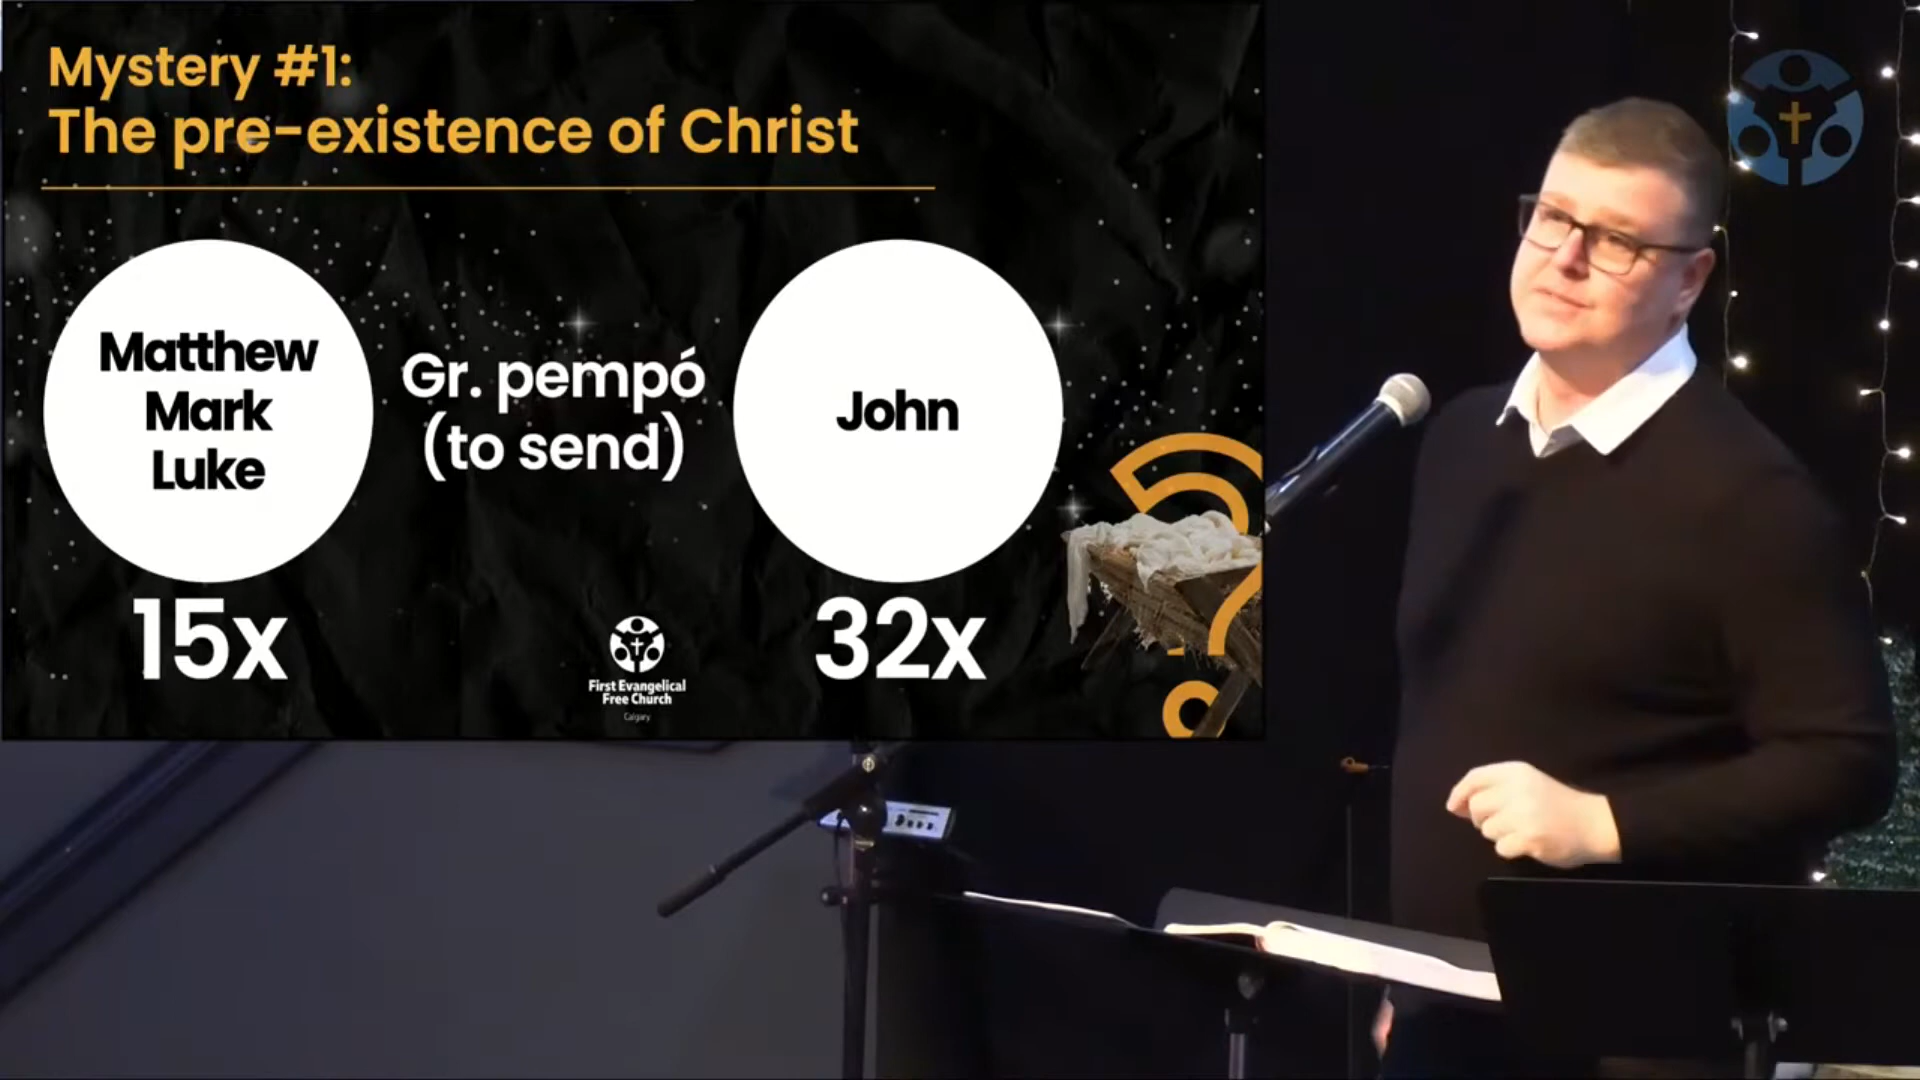 Mystery #1:
The pre-existence of Christ
Matthew
Mark
Luke
Gr. pempó
(to send)
John
15x
32x
First Evangelical
Free Church
Calgary